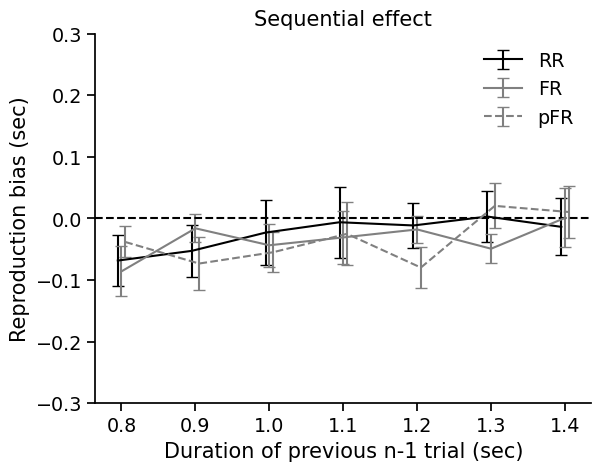 Sequential effect
RR
FR
pFR
Reproduction bias (sec)
0.3
0.2
0.1
0.0
−0.1
−0.2
−0.3
0.8 0.9 1.0 1.1 1.2 1.3 1.4
Duration of previous n-1 trial (sec)